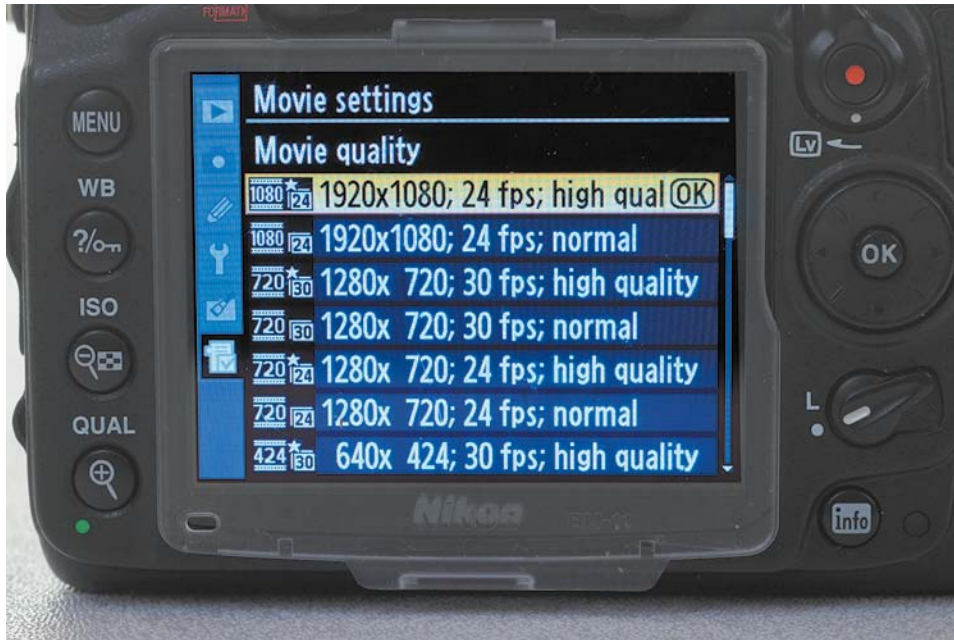 FORMAT
MENU
WB
?/
ISO
QUAL
Movie settings
Movie quality
1080 24 1920x1080; 24 fps; high qual OK
1080 24 1920x1080; 24 fps; normal
720 30 1280x 720; 30 fps; high quality
720 30 1280x 720; 30 fps; normal
720 24 1280x 720; 24 fps; high quality
720 24 1280x 720; 24 fps; normal
424 30 640x 424; 30 fps; high quality
Nikon BM-11
Lv
OK
L
info